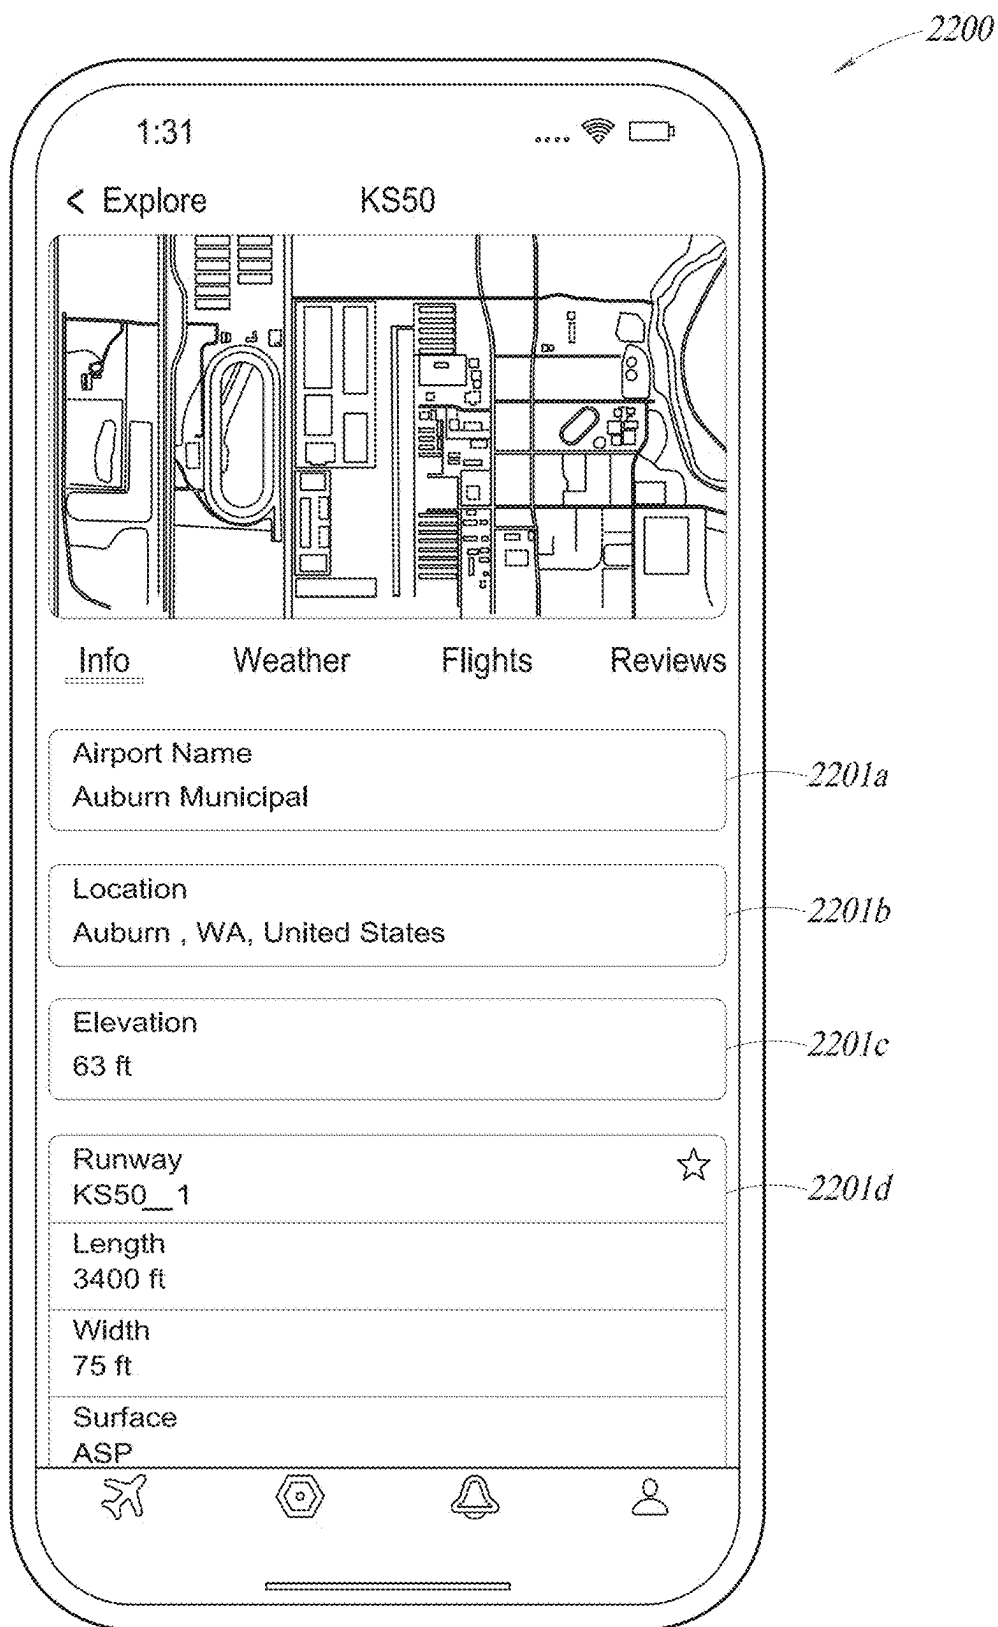 2200
1:31
< Explore KS50
Info Weather Flights Reviews
Airport Name
Auburn Municipal
2201a
Location
Auburn , WA, United States
2201b
Elevation
63 ft
2201c
Runway
KS50__1
2201d
Length
3400 ft
Width
75 ft
Surface
ASP